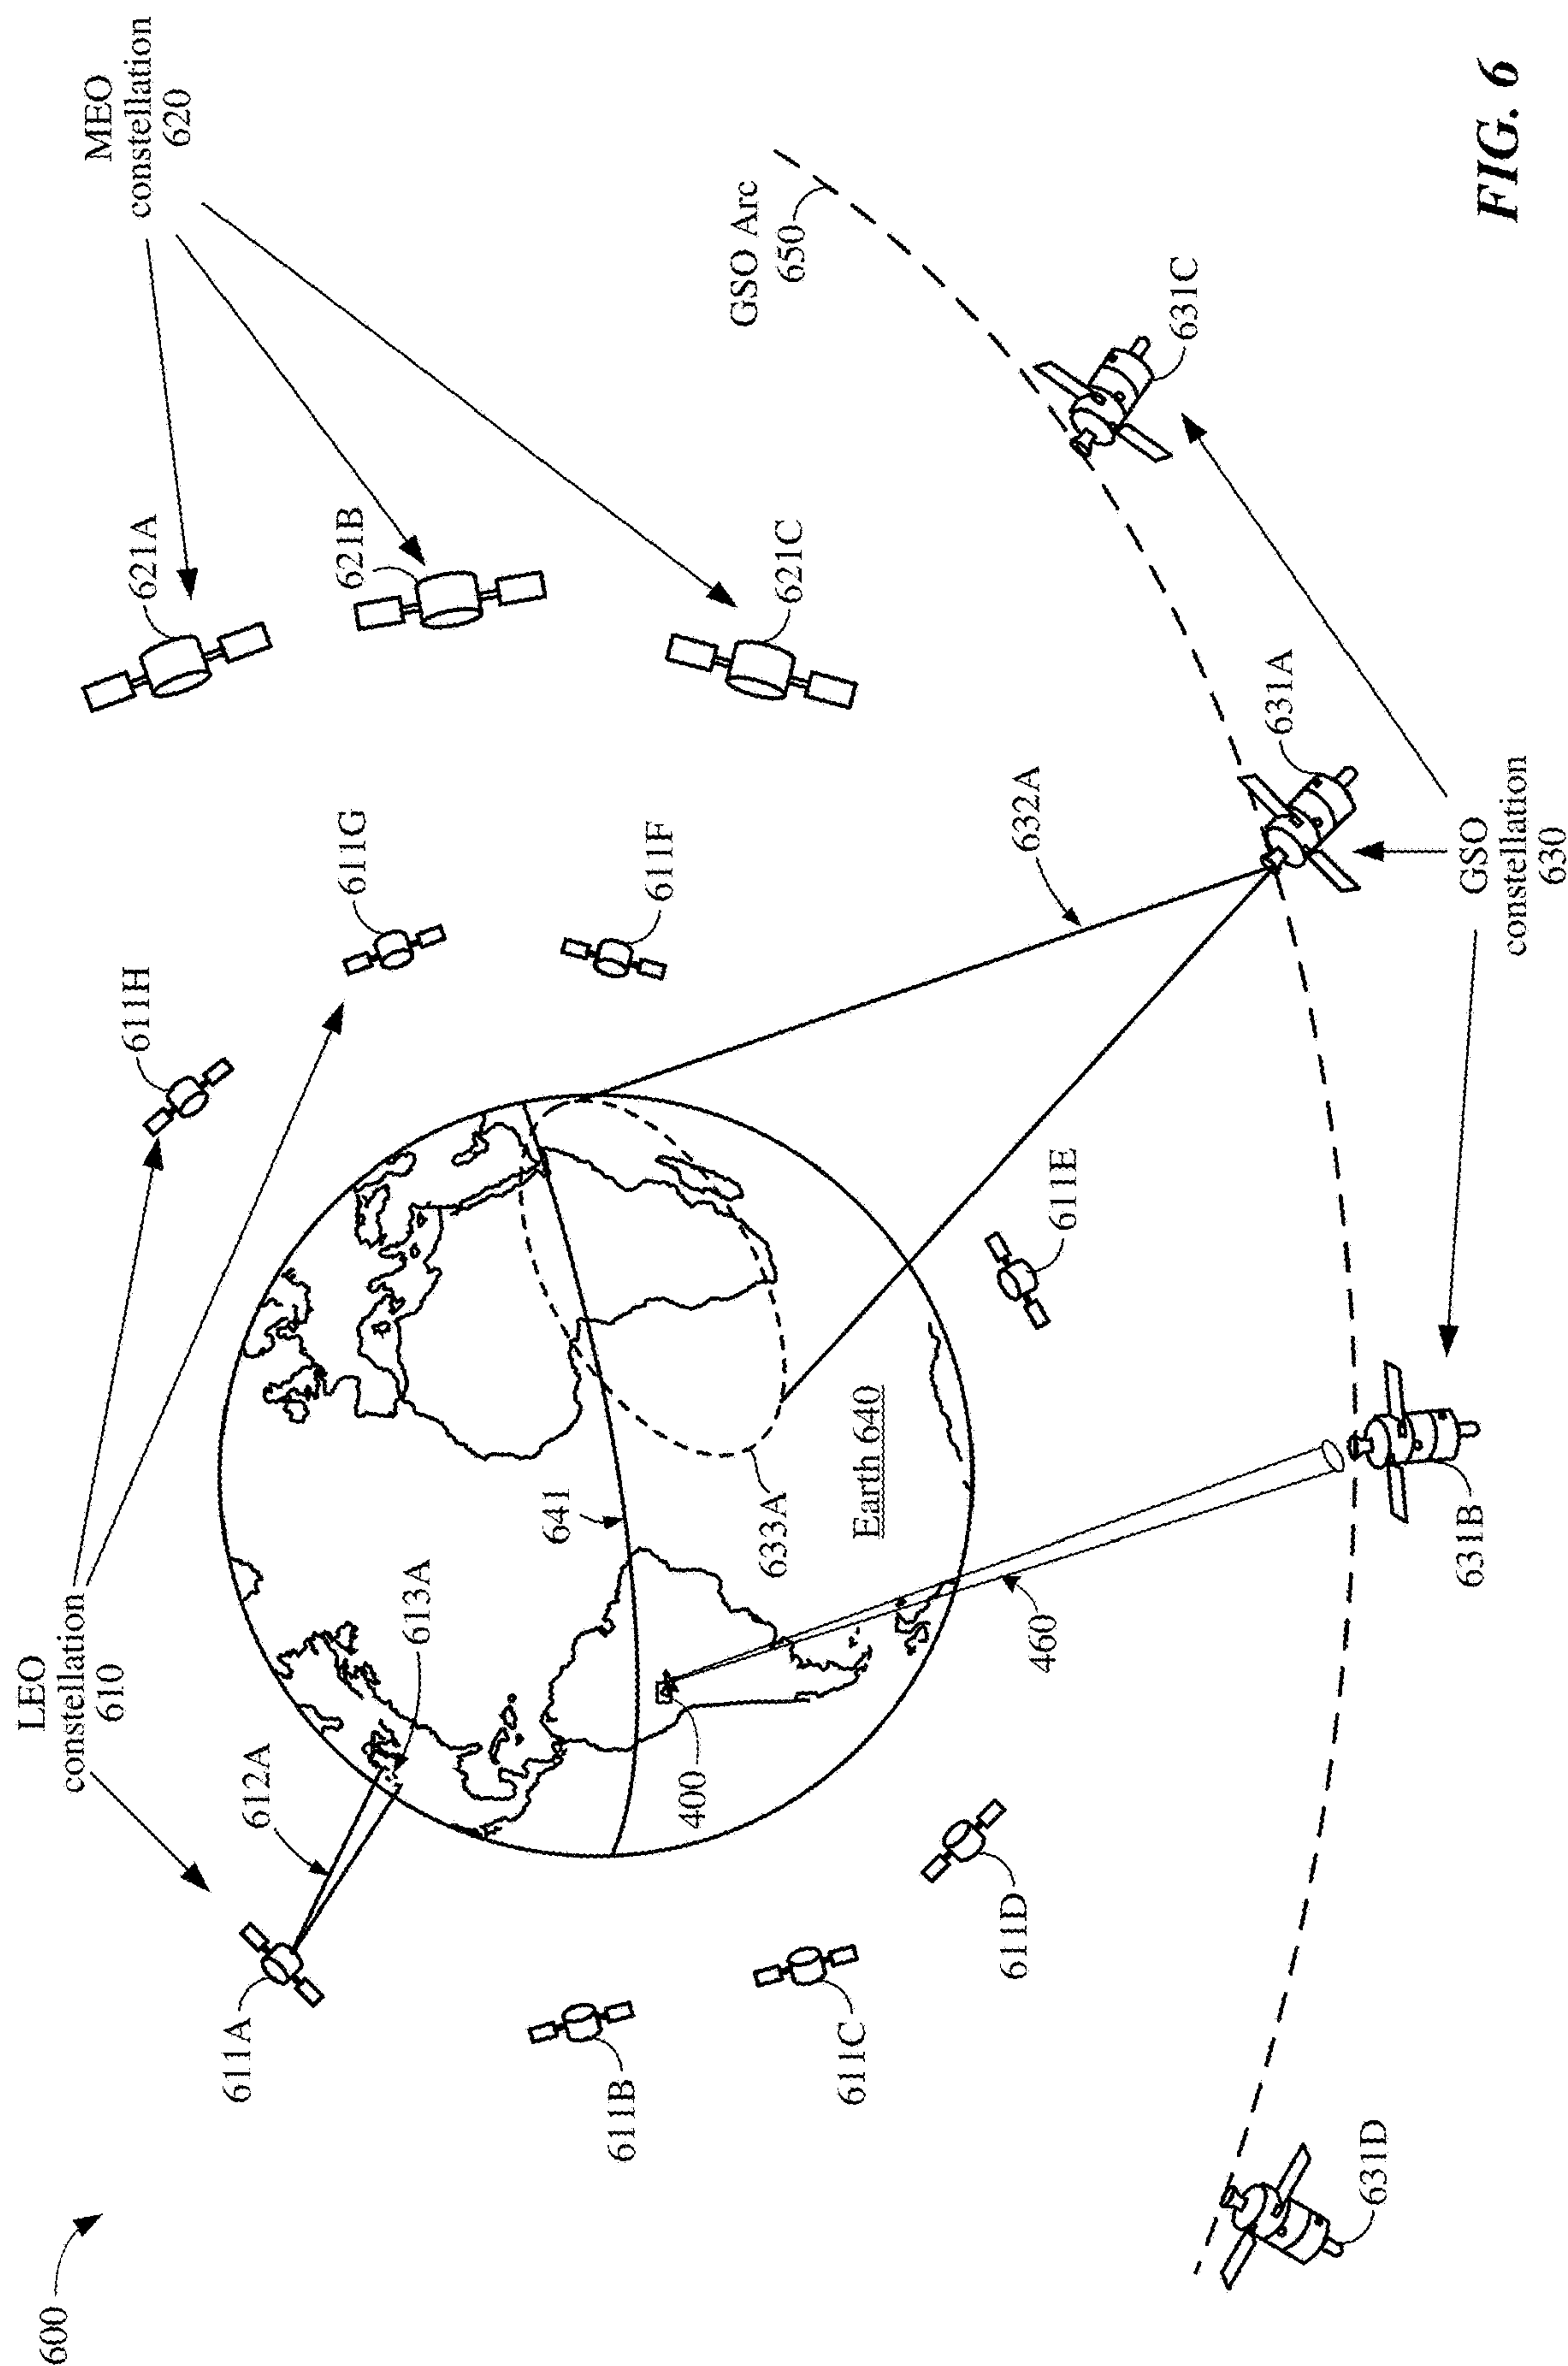 600
LEO
constellation
610
MEO
constellation
620
611A
612A
613A
611H
611G
621A
621B
611B
641
611F
621C
GSO Arc
650
400
633A
611C
Earth 640
611D
460
611E
632A
631C
631D
631B
631A
GSO
constellation
630
FIG. 6